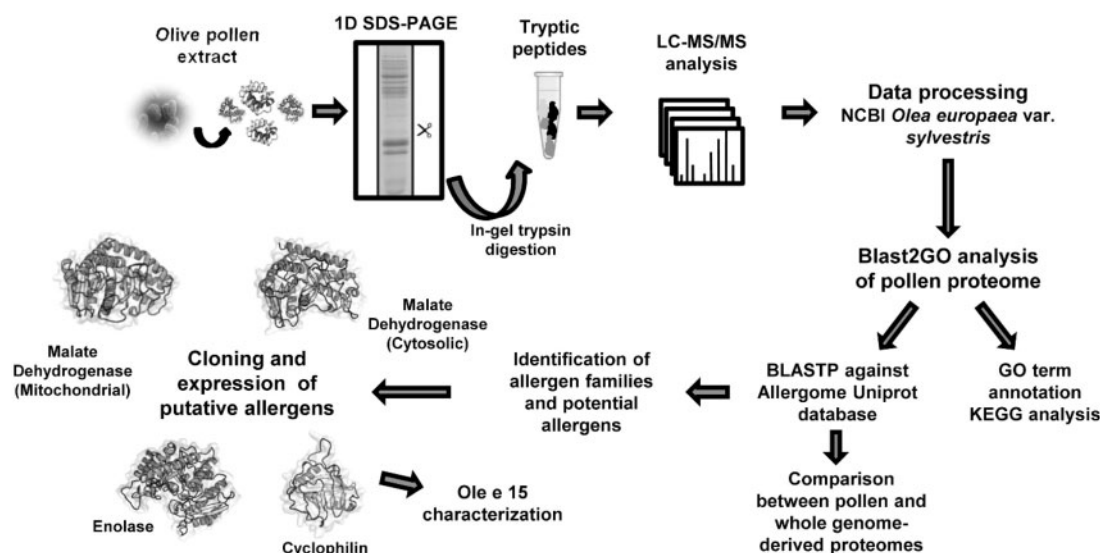 Olive pollen
extract
1D SDS-PAGE
Tryptic
peptides
LC-MS/MS
analysis
Data processing
NCBI Olea europaea var.
sylvestris
In-gel trypsin
digestion
Blast2GO analysis
of pollen proteome
GO term
annotation
KEGG analysis
BLASTP against
Allergome Uniprot
database
Comparison
between pollen and
whole genome-
derived proteomes
Identification of
allergen families
and potential
allergens
Cloning and
expression of
putative allergens
Malate
Dehydrogenase
(Mitochondrial)
Malate
Dehydrogenase
(Cytosolic)
Enolase
Cyclophilin
Ole e 15
characterization